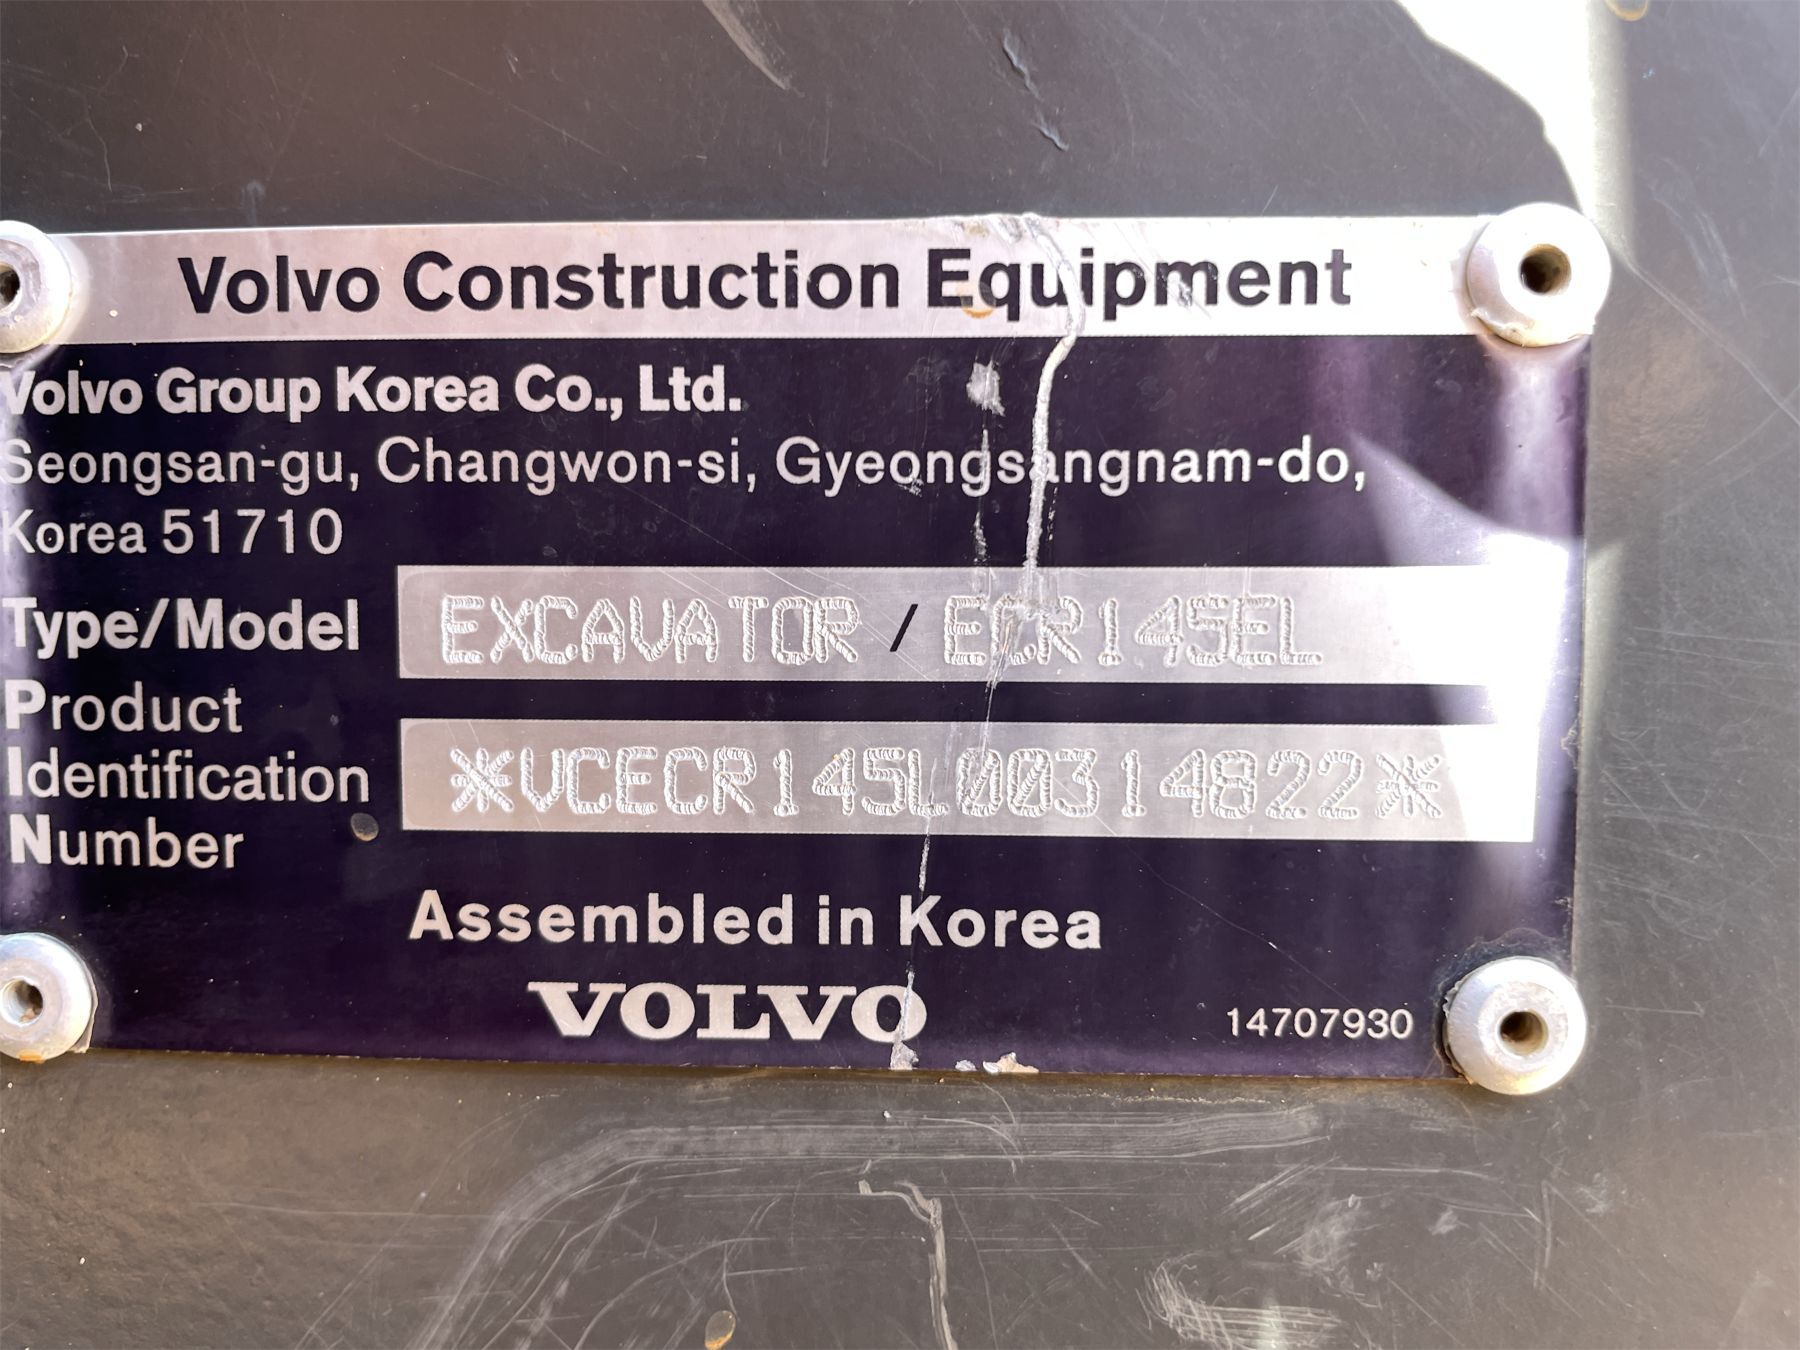 Volvo Construction Equipment
Volvo Group Korea Co., Ltd.
Seongsan-gu, Changwon-si, Gyeongsangnam-do,
Korea 51710
Type/Model EXCAVATOR / ECR145EL
Product
Identification *VCECR145L00314822*
Number
Assembled in Korea
VOLVO
14707930